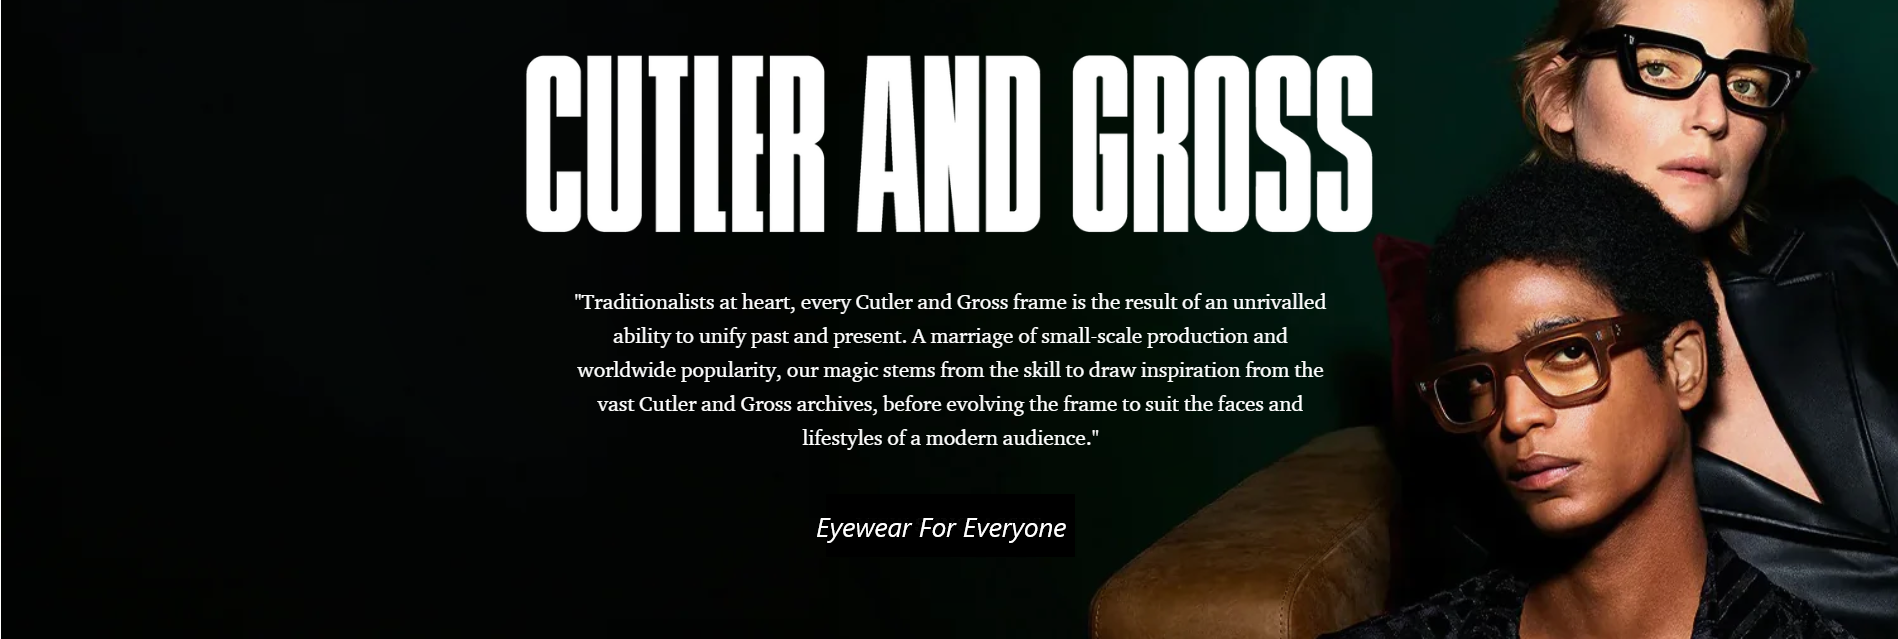 CUTLER AND GROSS
"Traditionalists at heart, every Cutler and Gross frame is the result of an unrivalled
ability to unify past and present. A marriage of small-scale production and
worldwide popularity, our magic stems from the skill to draw inspiration from the
vast Cutler and Gross archives, before evolving the frame to suit the faces and
lifestyles of a modern audience."
Eyewear For Everyone